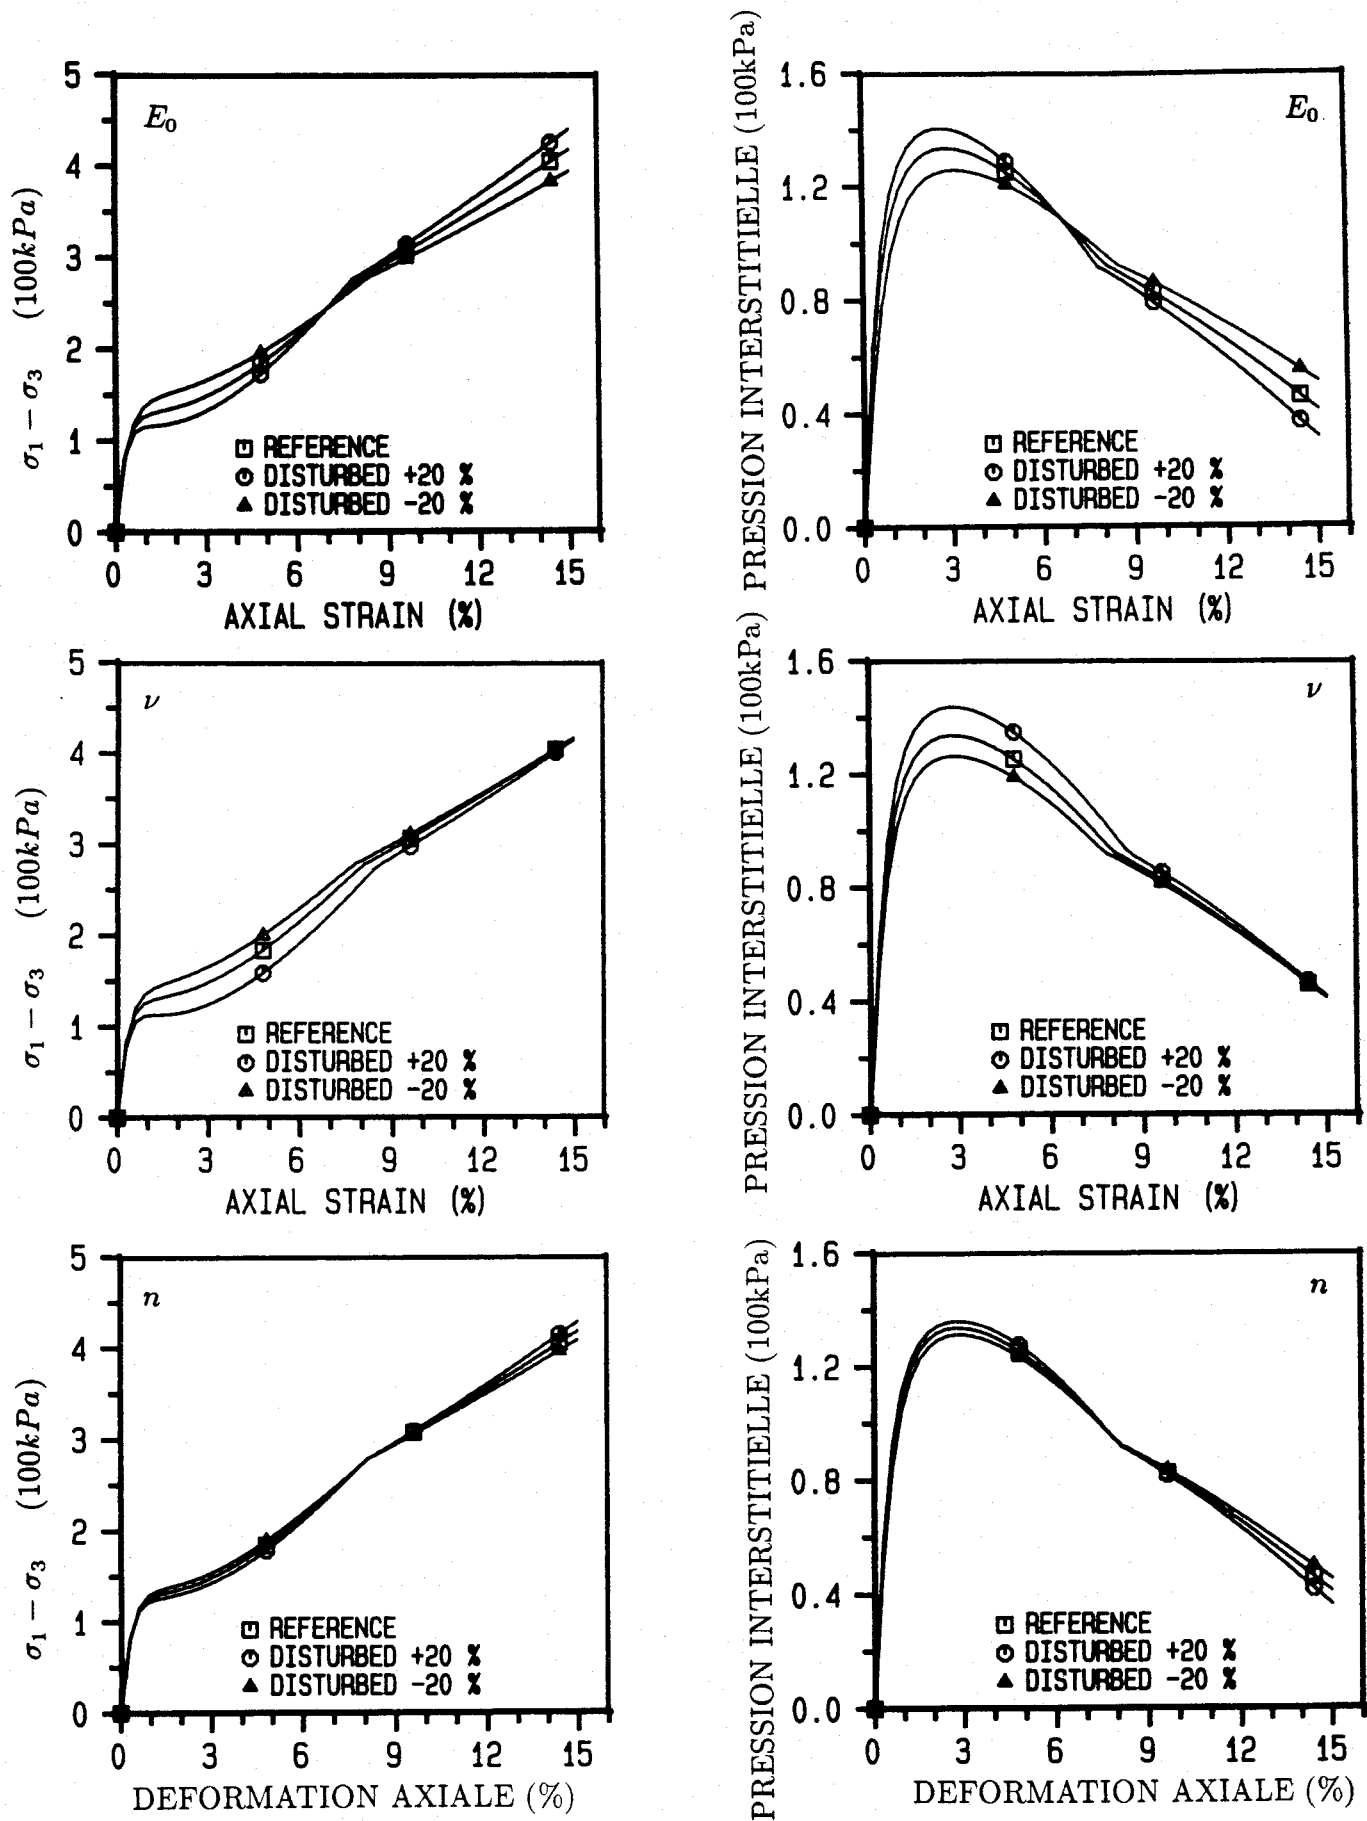 E₀
σ₁ − σ₃ (100kPa)
5
4
3
2
1
0
REFERENCE
DISTURBED +20 %
DISTURBED -20 %
0 3 6 9 12 15
AXIAL STRAIN (%)
E₀
PRESSION INTERSTITIELLE (100kPa)
1.6
1.2
0.8
0.4
0.0
REFERENCE
DISTURBED +20 %
DISTURBED -20 %
0 3 6 9 12 15
AXIAL STRAIN (%)
ν
σ₁ − σ₃ (100kPa)
5
4
3
2
1
0
REFERENCE
DISTURBED +20 %
DISTURBED -20 %
0 3 6 9 12 15
AXIAL STRAIN (%)
ν
PRESSION INTERSTITIELLE (100kPa)
1.6
1.2
0.8
0.4
0.0
REFERENCE
DISTURBED +20 %
DISTURBED -20 %
0 3 6 9 12 15
AXIAL STRAIN (%)
n
σ₁ − σ₃ (100kPa)
5
4
3
2
1
0
REFERENCE
DISTURBED +20 %
DISTURBED -20 %
0 3 6 9 12 15
DEFORMATION AXIALE (%)
n
PRESSION INTERSTITIELLE (100kPa)
1.6
1.2
0.8
0.4
0.0
REFERENCE
DISTURBED +20 %
DISTURBED -20 %
0 3 6 9 12 15
DEFORMATION AXIALE (%)